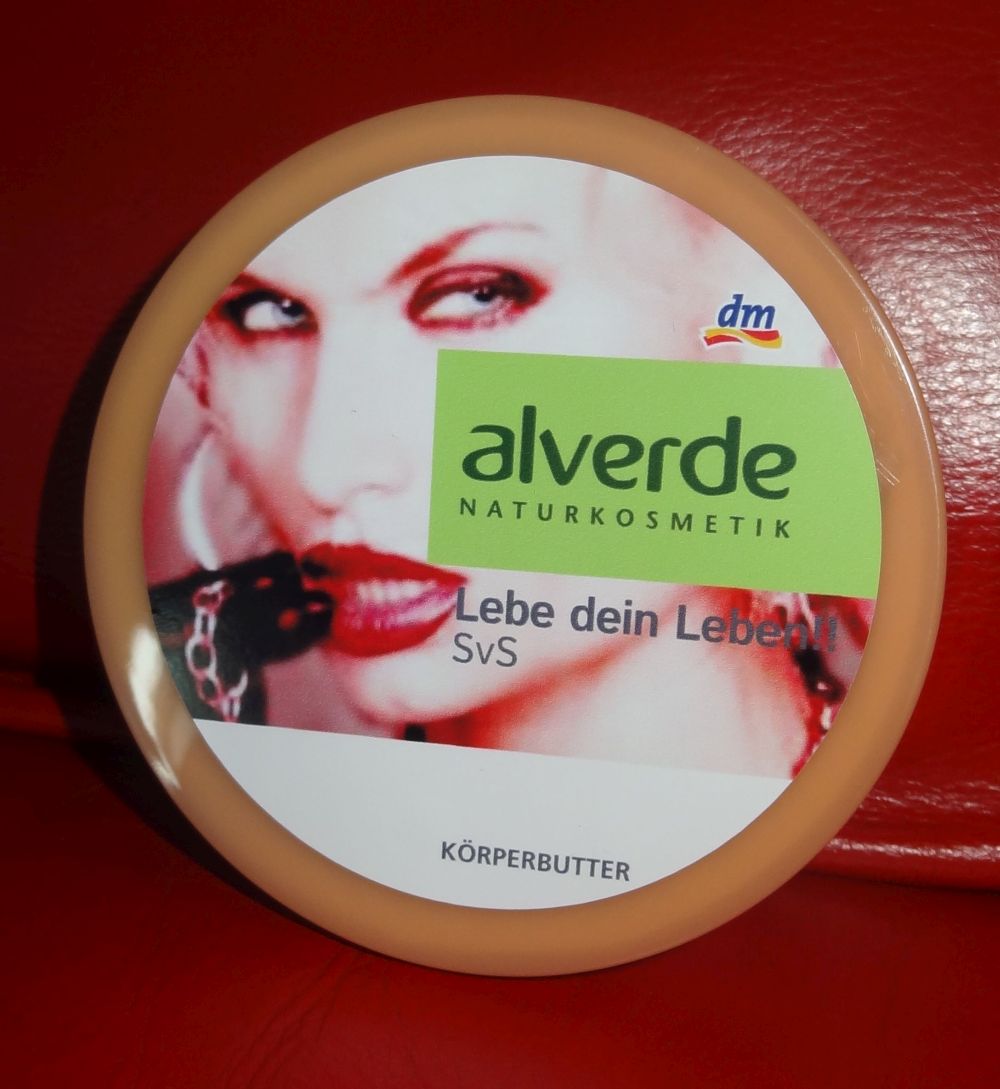 dm
alverde
NATURKOSMETIK
Lebe dein Leben!!
SvS
KÖRPERBUTTER